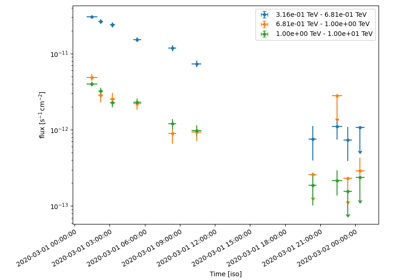 3.16e-01 TeV - 6.81e-01 TeV
6.81e-01 TeV - 1.00e+00 TeV
1.00e+00 TeV - 1.00e+01 TeV
10⁻¹¹
10⁻¹²
10⁻¹³
flux [s⁻¹ cm⁻²]
2020-03-01 00:00:00
2020-03-01 03:00:00
2020-03-01 06:00:00
2020-03-01 09:00:00
2020-03-01 12:00:00
2020-03-01 15:00:00
2020-03-01 18:00:00
2020-03-01 21:00:00
2020-03-02 00:00:00
Time [iso]